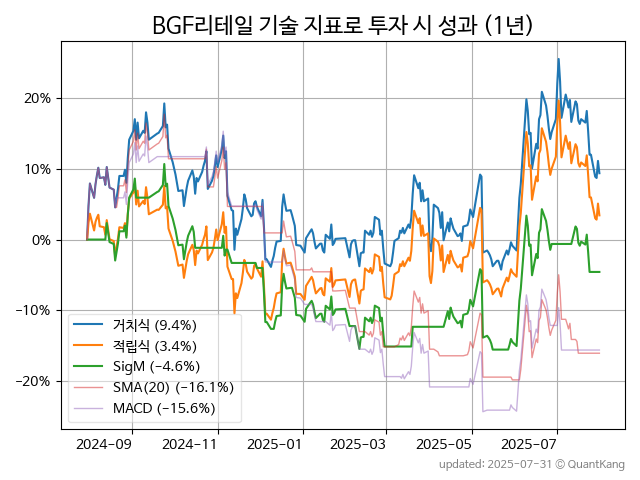 BGF리테일 기술 지표로 투자 시 성과 (1년)
20%
10%
0%
−10%
−20%
거치식 (9.4%)
적립식 (3.4%)
SigM (−4.6%)
SMA(20) (−16.1%)
MACD (−15.6%)
2024-09
2024-11
2025-01
2025-03
2025-05
2025-07
updated: 2025-07-31 © QuantKang